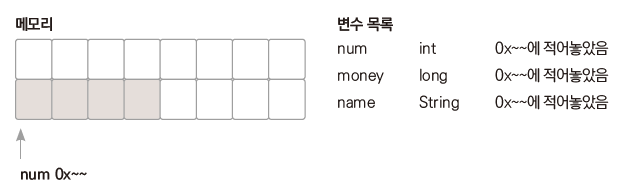 메모리
num 0x~~
변수 목록
num int 0x~~에 적어놓았음
money long 0x~~에 적어놓았음
name String 0x~~에 적어놓았음